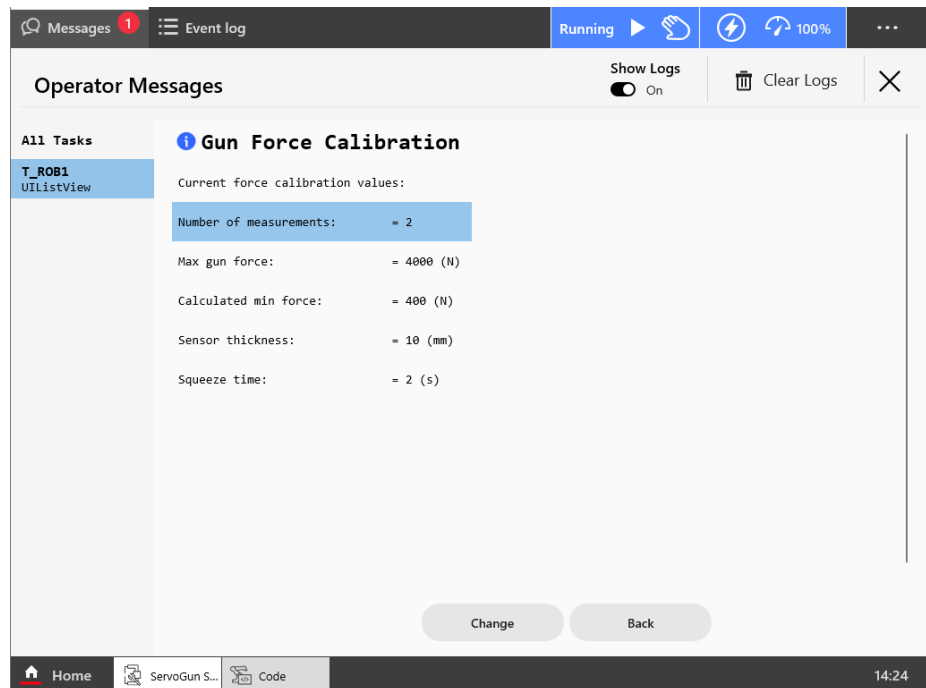 Messages 1 Event log Running 100% ...
Operator Messages Show Logs On Clear Logs
All Tasks
T_ROB1
UIListView
Gun Force Calibration
Current force calibration values:
Number of measurements: = 2
Max gun force: = 4000 (N)
Calculated min force: = 400 (N)
Sensor thickness: = 10 (mm)
Squeeze time: = 2 (s)
Change Back
Home ServoGun S... Code 14:24